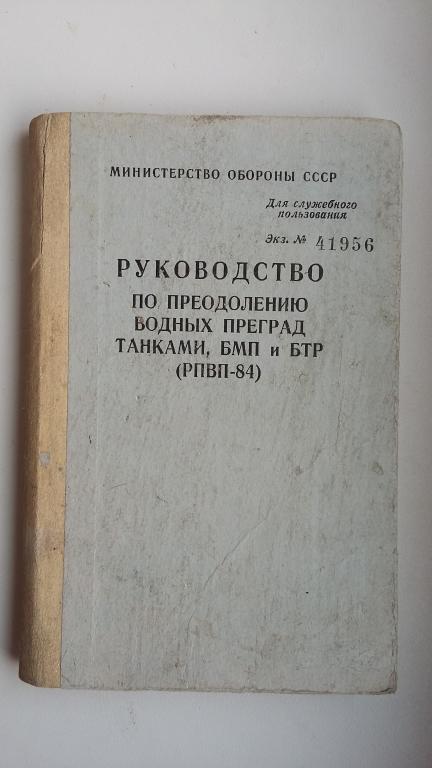 МИНИСТЕРСТВО ОБОРОНЫ СССР
Для служебного
пользования
Экз. № 41956
РУКОВОДСТВО
ПО ПРЕОДОЛЕНИЮ
ВОДНЫХ ПРЕГРАД
ТАНКАМИ, БМП и БТР
(РПВП-84)